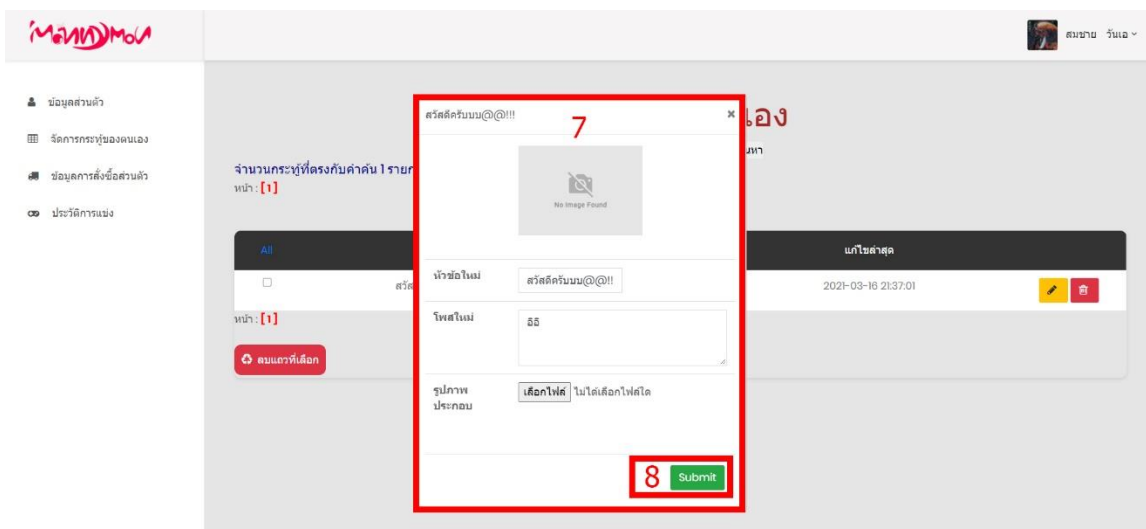 สมชาย วันเอ
ข้อมูลส่วนตัว
จัดการกระทู้ของตนเอง
ข้อมูลการสั่งซื้อส่วนตัว
ประวัติการแข่ง
จำนวนกระทู้ที่ตรงกับคำค้น 1 ราย
หน้า : [1]
All
แก้ไขล่าสุด
2021-03-16 21:37:01
หน้า : [1]
ลบแถวที่เลือก
สวัสดีครับบบ@@!!!
7
×
No Image Found
หัวข้อใหม่
สวัสดีครับบบ@@!!
โพสใหม่
อิอิ
รูปภาพ
ประกอบ
เลือกไฟล์ ไม่ได้เลือกไฟล์ใด
8 Submit